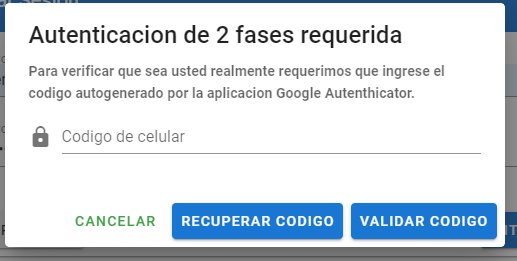 Autenticacion de 2 fases requerida
Para verificar que sea usted realmente requerimos que ingrese el
codigo autogenerado por la aplicacion Google Autenthicator.
Codigo de celular
CANCELAR
RECUPERAR CODIGO
VALIDAR CODIGO